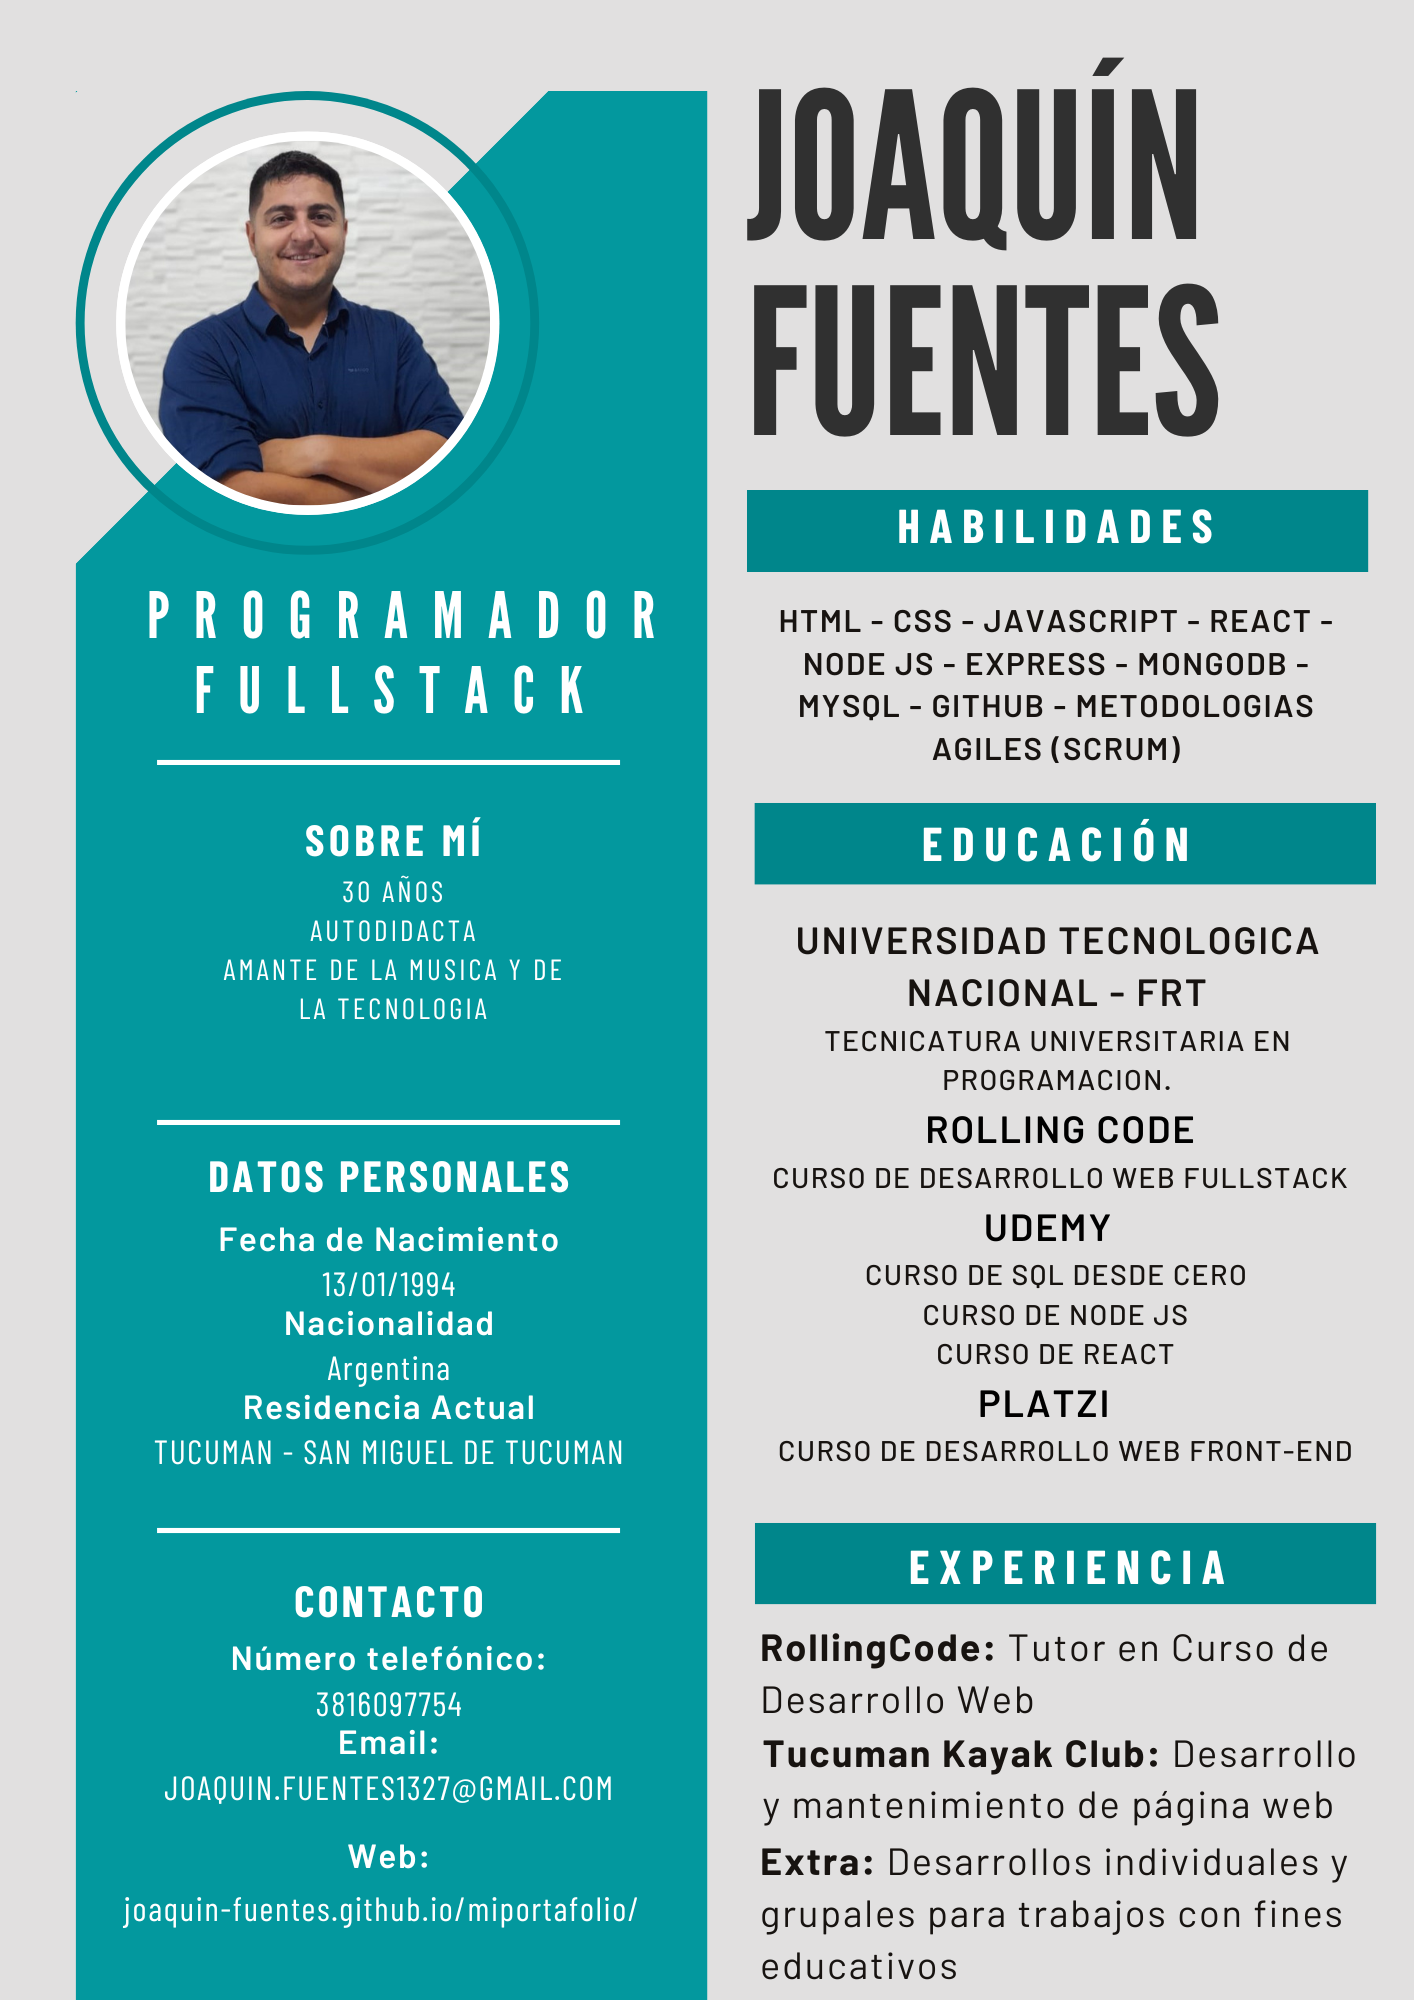 JOAQUÍN
FUENTES
PROGRAMADOR
FULLSTACK
SOBRE MÍ
30 AÑOS
AUTODIDACTA
AMANTE DE LA MUSICA Y DE
LA TECNOLOGIA
DATOS PERSONALES
Fecha de Nacimiento
13/01/1994
Nacionalidad
Argentina
Residencia Actual
TUCUMAN - SAN MIGUEL DE TUCUMAN
CONTACTO
Número telefónico:
3816097754
Email:
JOAQUIN.FUENTES1327@GMAIL.COM
Web:
joaquin-fuentes.github.io/miportafolio/
HABILIDADES
HTML - CSS - JAVASCRIPT - REACT -
NODE JS - EXPRESS - MONGODB -
MYSQL - GITHUB - METODOLOGIAS
AGILES (SCRUM)
EDUCACIÓN
UNIVERSIDAD TECNOLOGICA
NACIONAL - FRT
TECNICATURA UNIVERSITARIA EN
PROGRAMACION.
ROLLING CODE
CURSO DE DESARROLLO WEB FULLSTACK
UDEMY
CURSO DE SQL DESDE CERO
CURSO DE NODE JS
CURSO DE REACT
PLATZI
CURSO DE DESARROLLO WEB FRONT-END
EXPERIENCIA
RollingCode: Tutor en Curso de
Desarrollo Web
Tucuman Kayak Club: Desarrollo
y mantenimiento de página web
Extra: Desarrollos individuales y
grupales para trabajos con fines
educativos